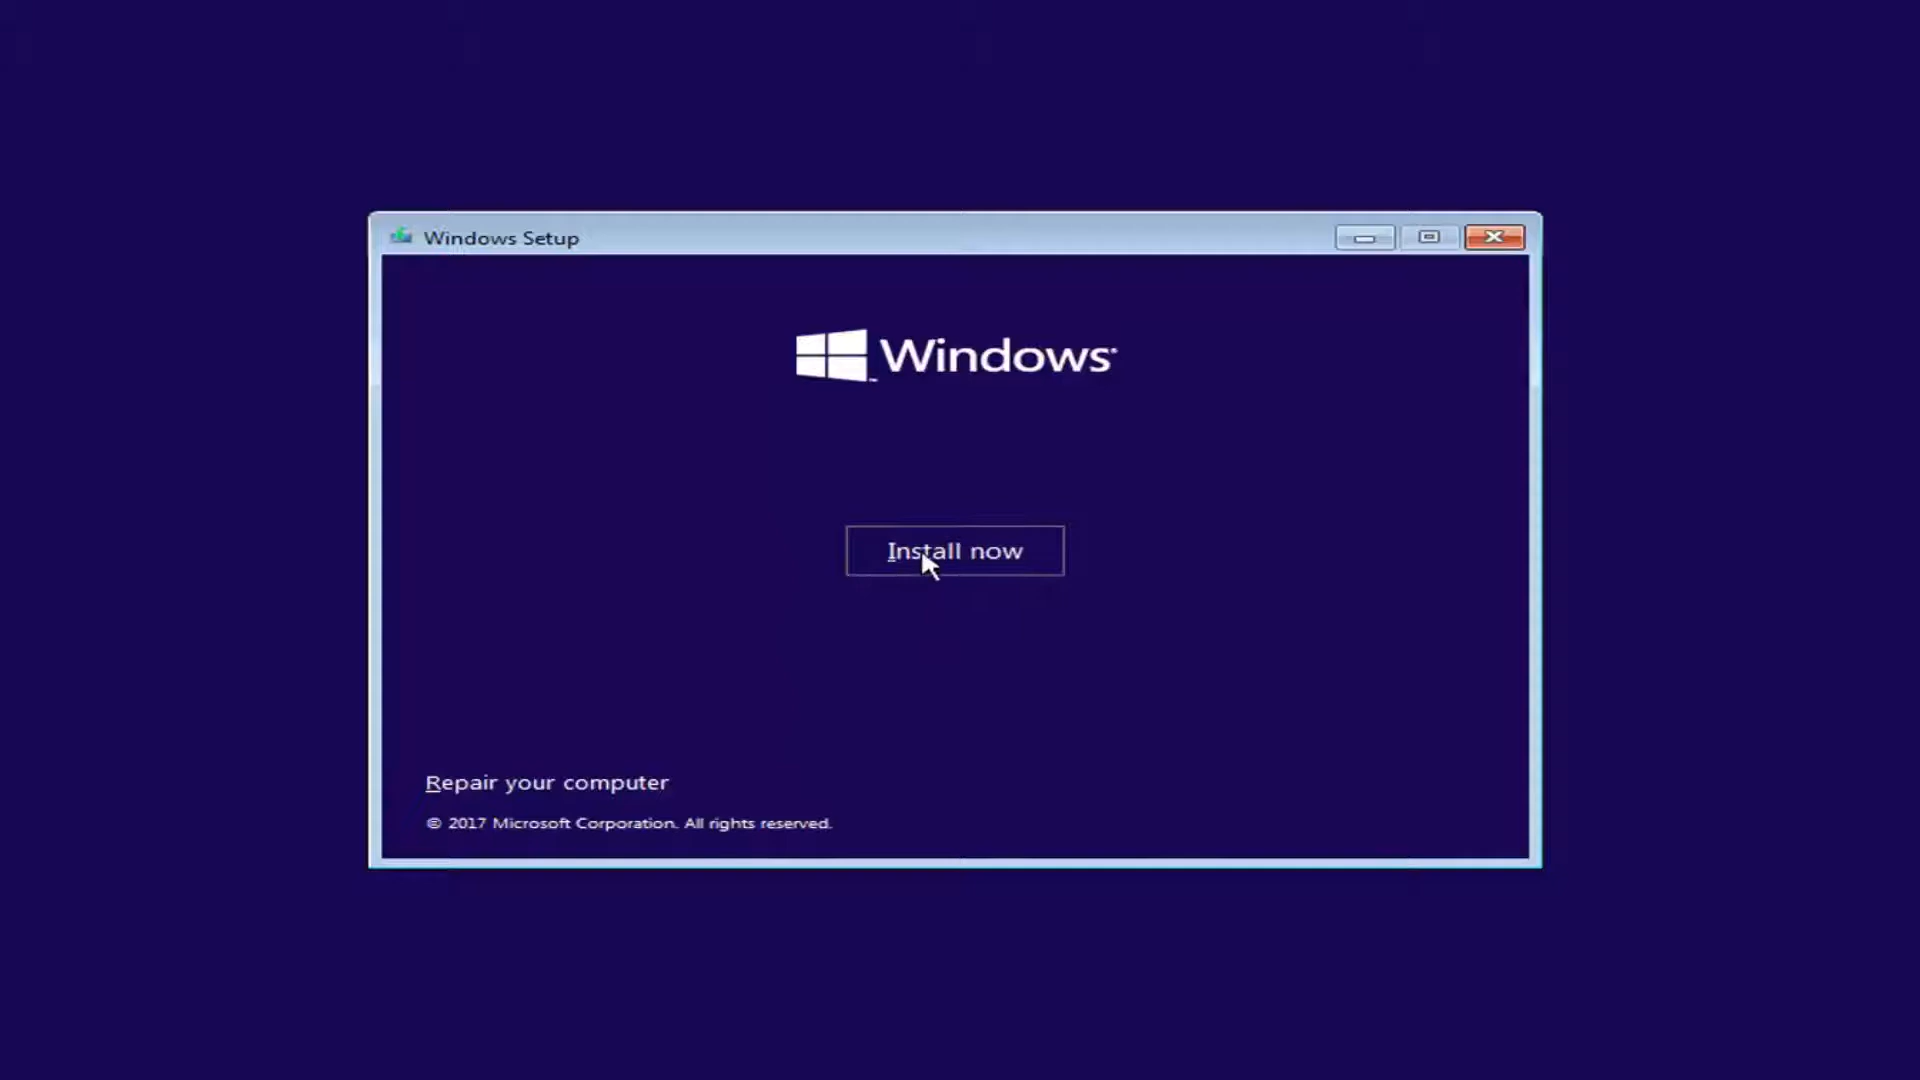 Windows Setup
Windows
Install now
Repair your computer
© 2017 Microsoft Corporation. All rights reserved.